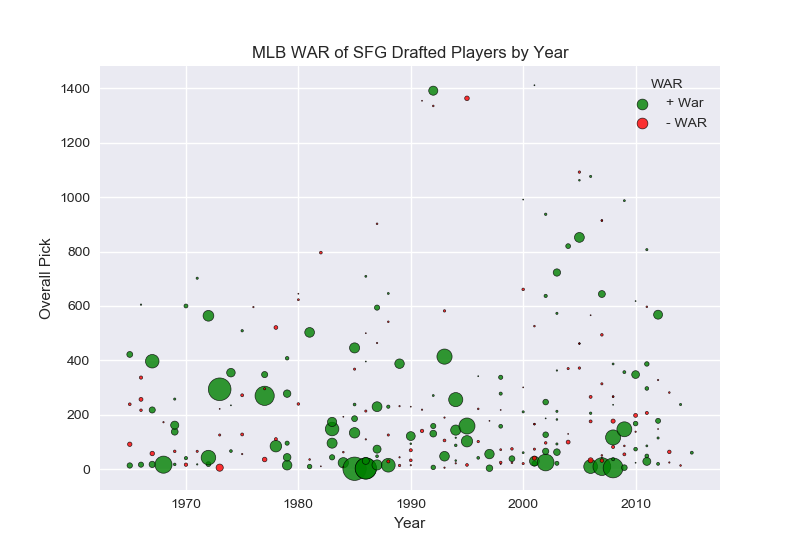 MLB WAR of SFG Drafted Players by Year
WAR
+ War
- WAR
Overall Pick
1400
1200
1000
800
600
400
200
0
1970 1980 1990 2000 2010
Year